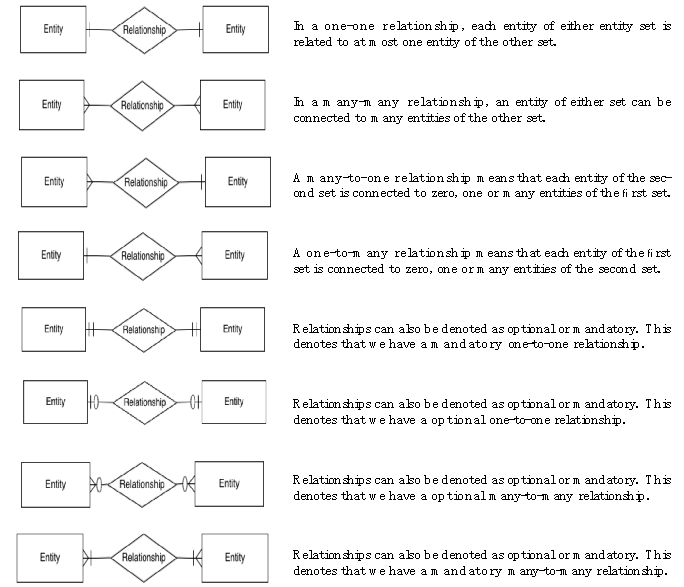 Entity Relationship Entity
In a one-one relationship, each entity of either entity set is
related to at most one entity of the other set.
Entity Relationship Entity
In a many-many relationship, an entity of either set can be
connected to many entities of the other set.
Entity Relationship Entity
A many-to-one relationship means that each entity of the sec-
ond set is connected to zero, one or many entities of the first set.
Entity Relationship Entity
A one-to-many relationship means that each entity of the first
set is connected to zero, one or many entities of the second set.
Entity Relationship Entity
Relationships can also be denoted as optional or mandatory. This
denotes that we have a mandatory one-to-one relationship.
Entity Relationship Entity
Relationships can also be denoted as optional or mandatory. This
denotes that we have a optional one-to-one relationship.
Entity Relationship Entity
Relationships can also be denoted as optional or mandatory. This
denotes that we have a optional many-to-many relationship.
Entity Relationship Entity
Relationships can also be denoted as optional or mandatory. This
denotes that we have a mandatory many-to-many relationship.